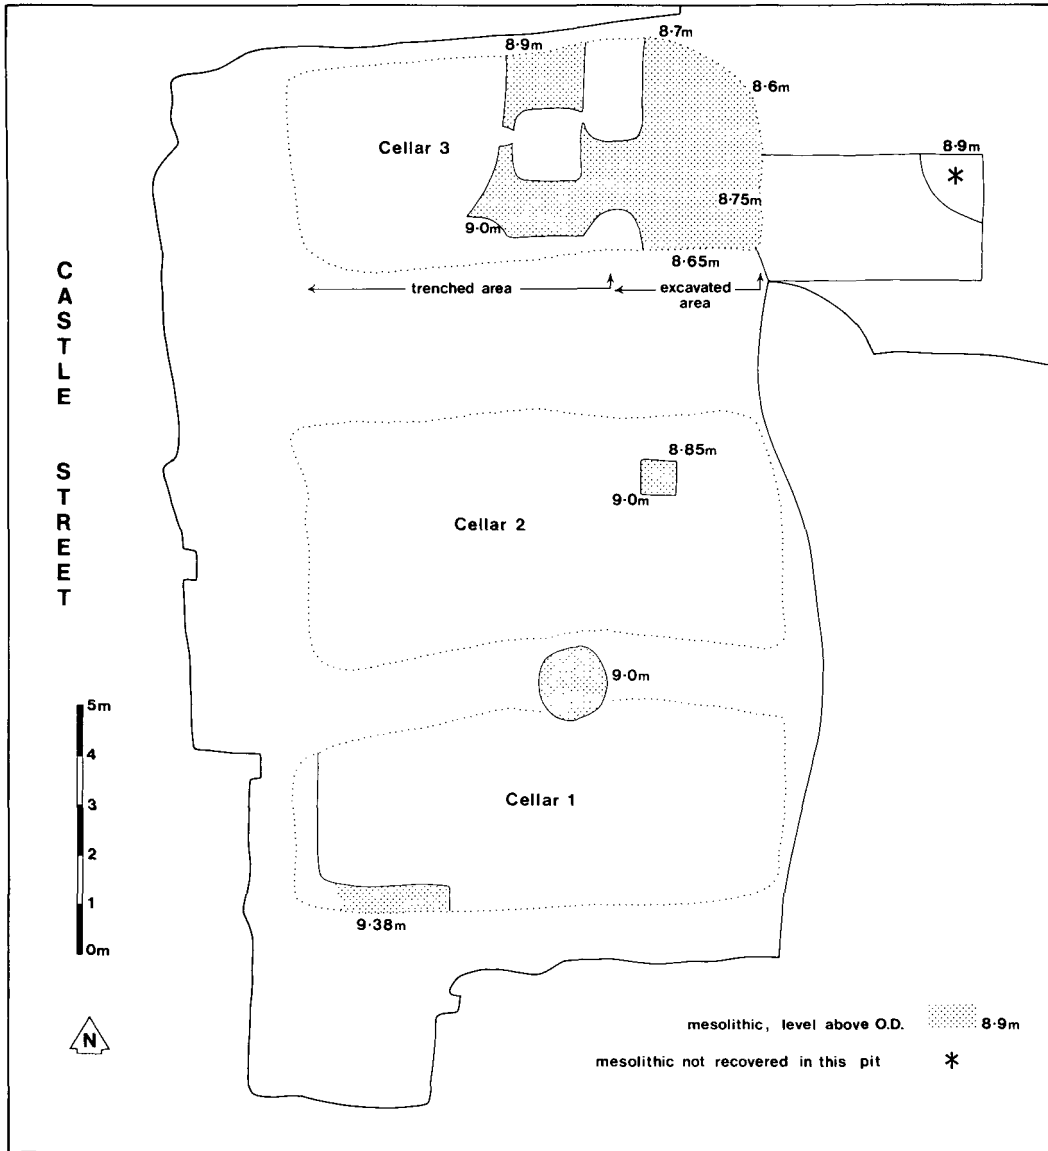 8·7m
8·9m
8·6m
8·9m
Cellar 3
*
8·75m
9·0m
8·65m
trenched area
excavated
area
CASTLE STREET
8·85m
9·0m
Cellar 2
9·0m
5m
4
3
2
1
0m
Cellar 1
9·38m
N
mesolithic, level above O.D. 8·9m
mesolithic not recovered in this pit *